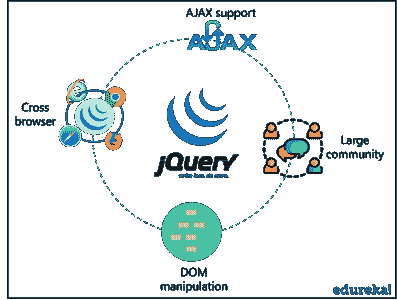 AJAX support
AJAX
Cross
browser
jQuery
write less, do more.
Large
community
DOM
manipulation
edureka!